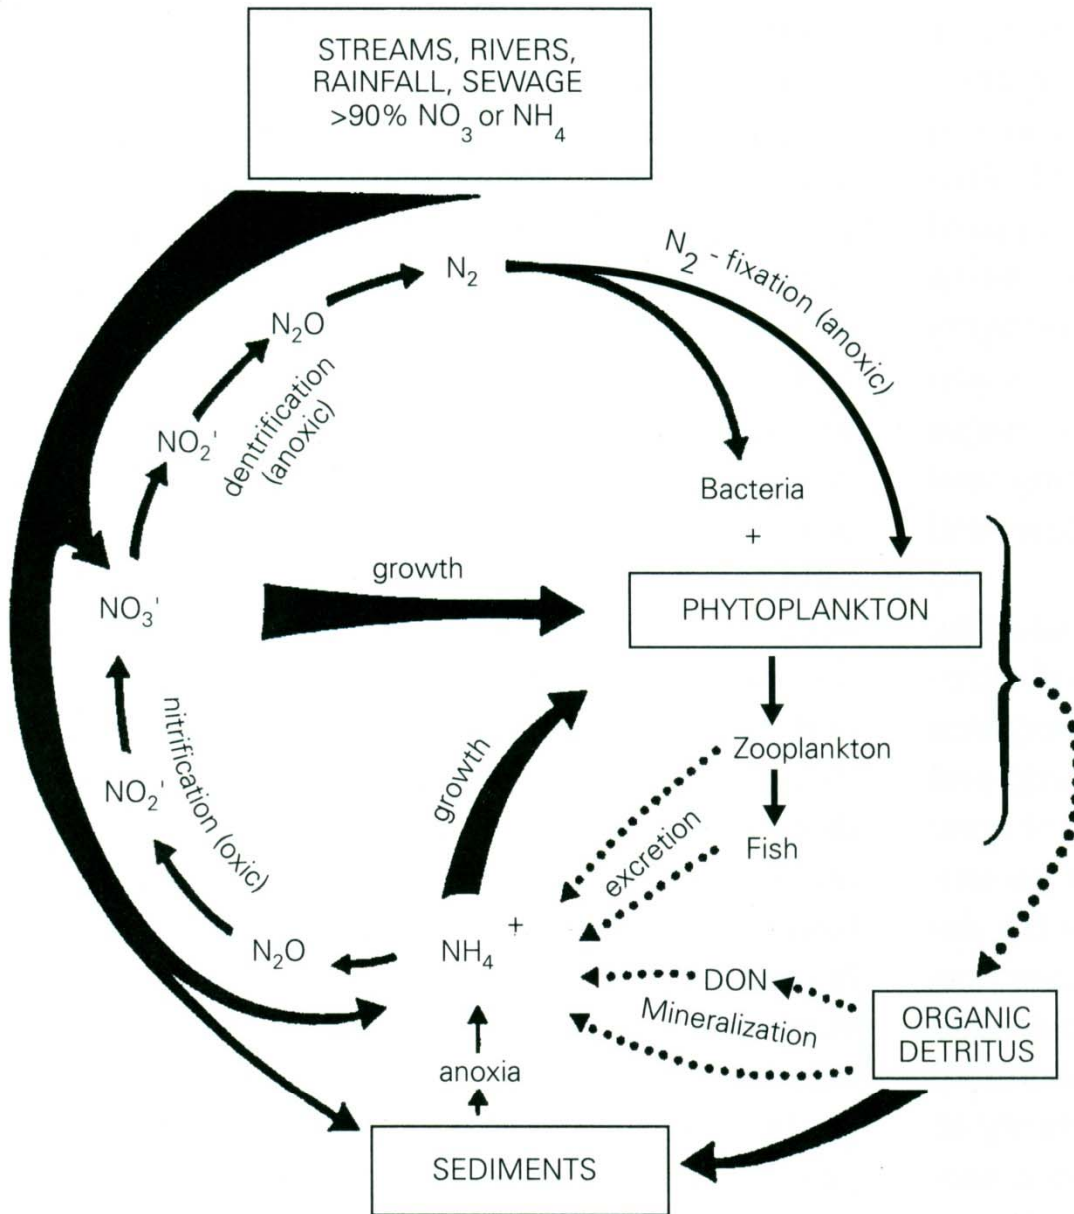 STREAMS, RIVERS,
RAINFALL, SEWAGE
>90% NO₃ or NH₄
N₂ - fixation (anoxic)
N₂
N₂O
dentrification
(anoxic)
NO₂'
Bacteria
+
growth
PHYTOPLANKTON
NO₃'
nitrification (oxic)
growth
Zooplankton
NO₂'
excretion
Fish
N₂O
NH₄⁺
DON
Mineralization
ORGANIC
DETRITUS
anoxia
SEDIMENTS